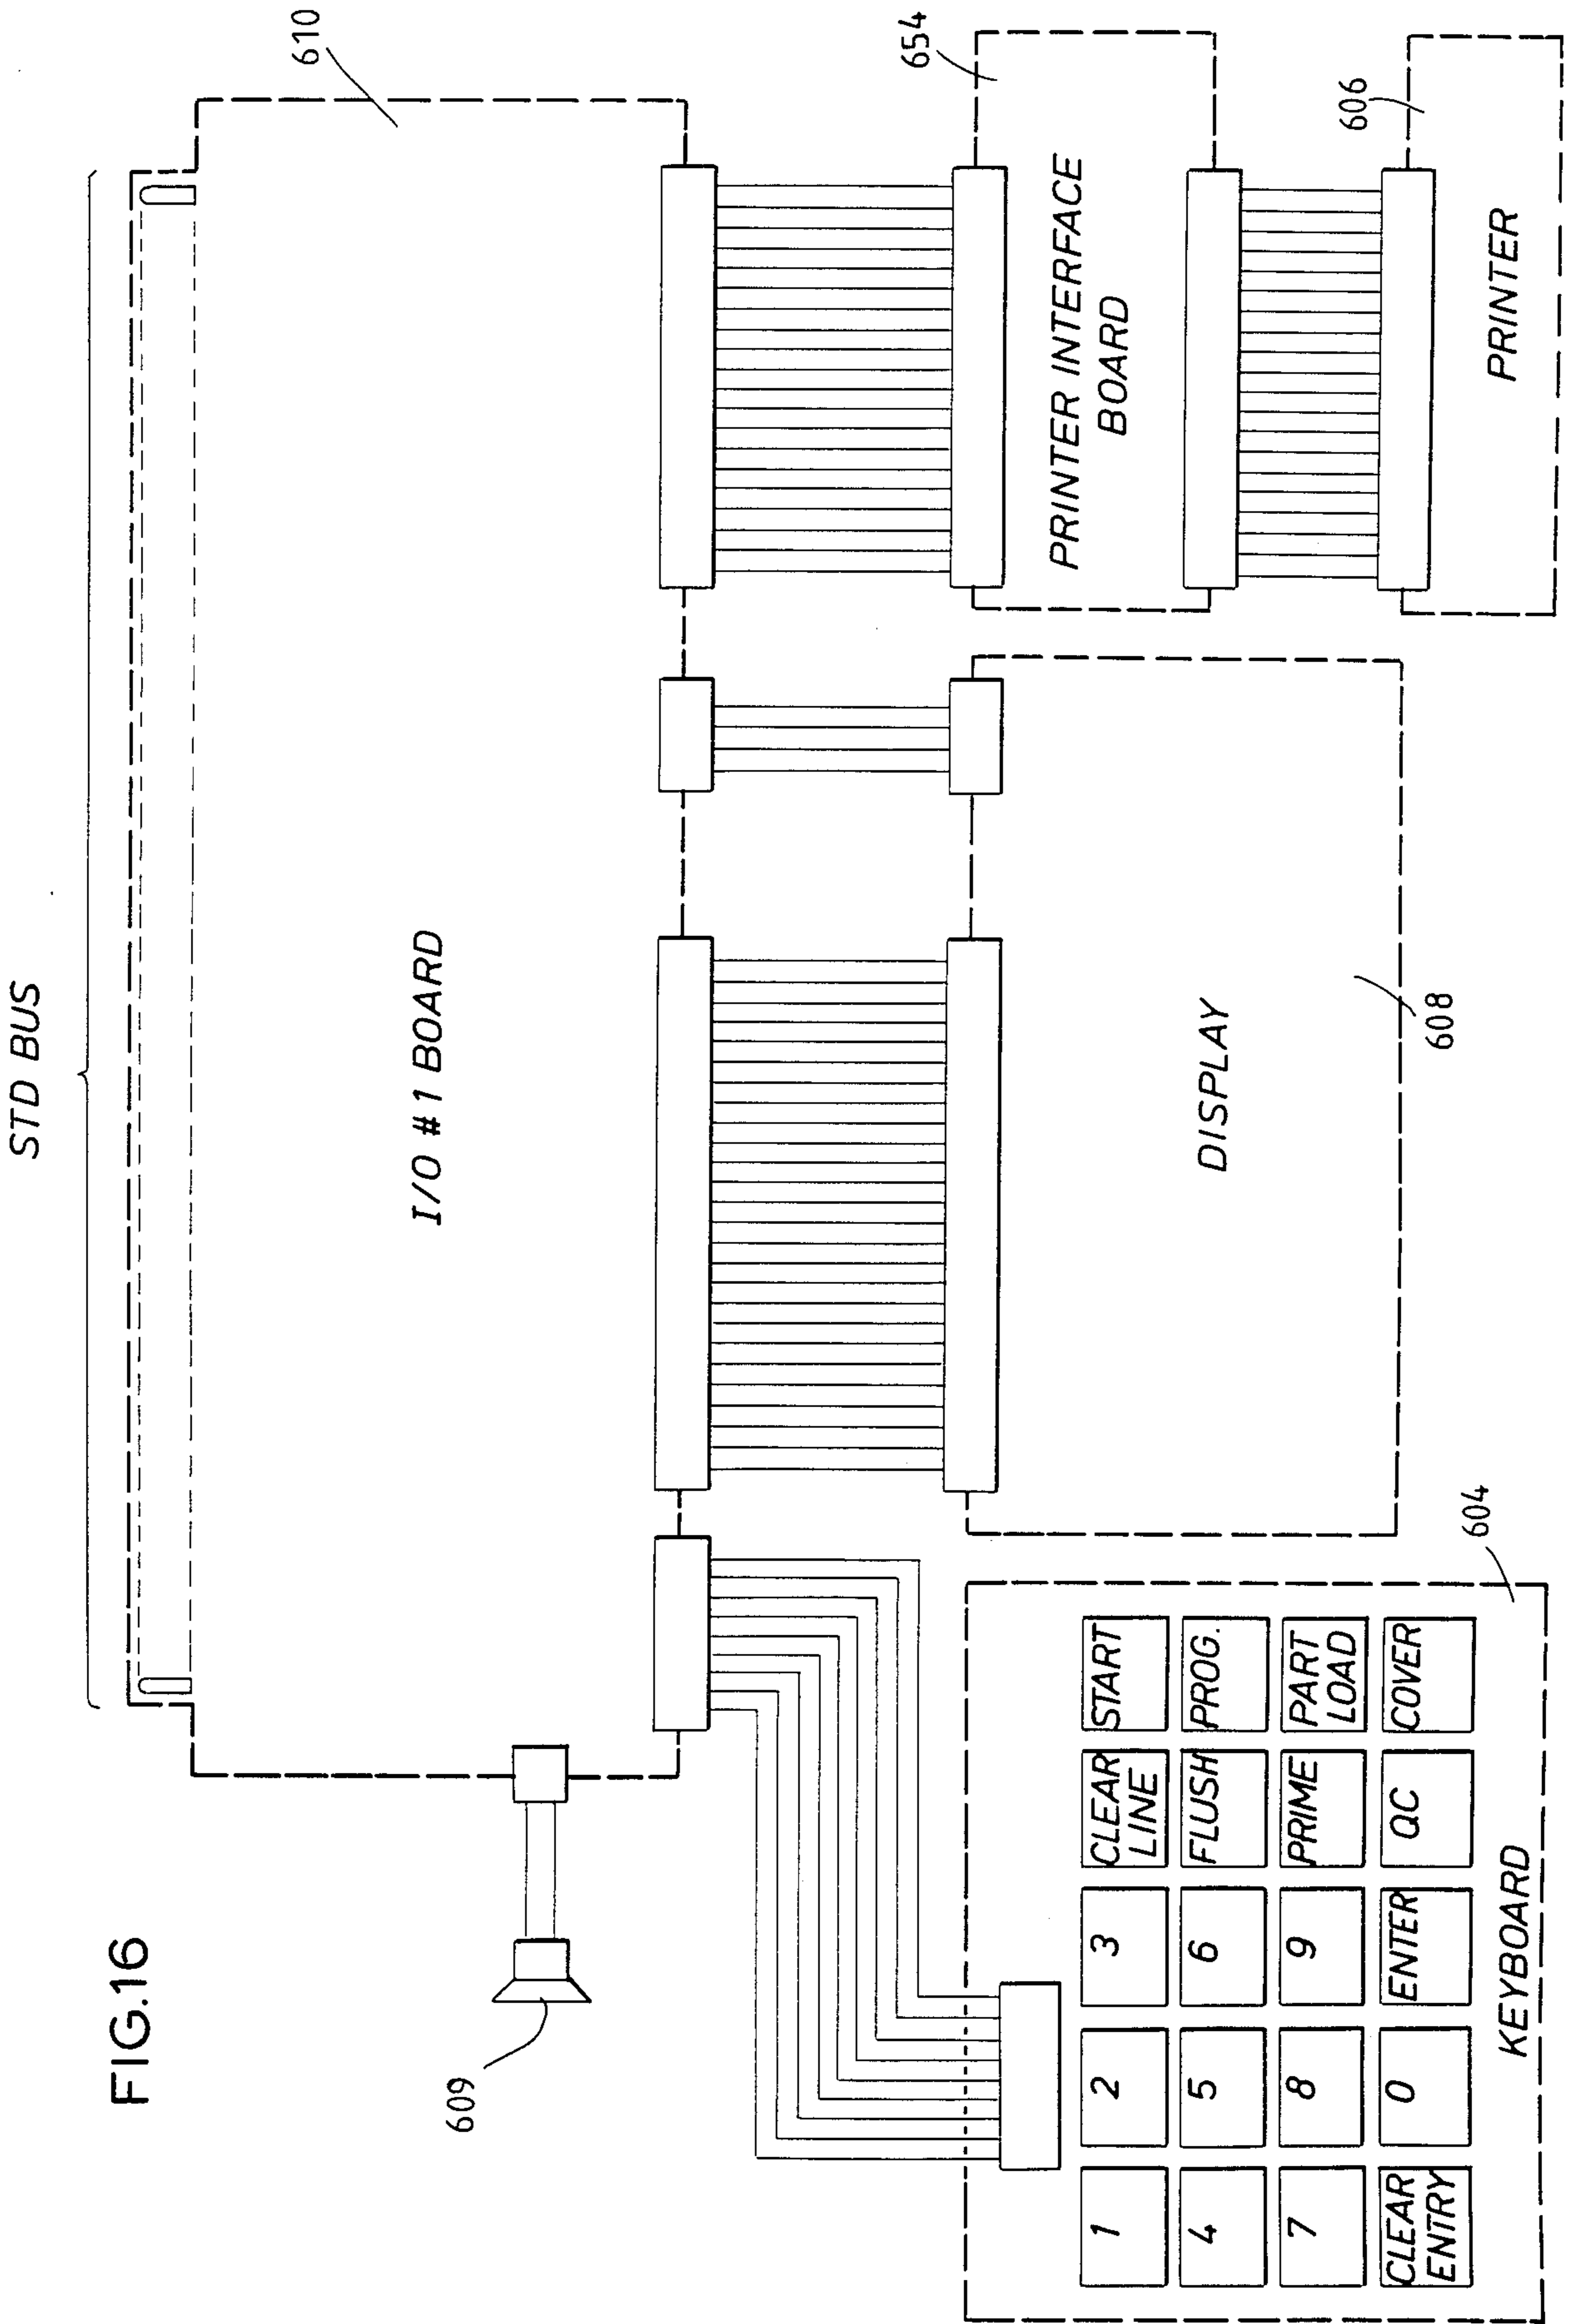 FIG.16
STD BUS
610
I/O #1 BOARD
609
654
PRINTER INTERFACE
BOARD
606
PRINTER
DISPLAY
608
604
1
2
3
CLEAR
LINE
START
4
5
6
FLUSH
PROG.
7
8
9
PRIME
PART
LOAD
CLEAR
ENTRY
0
ENTER
QC
COVER
KEYBOARD